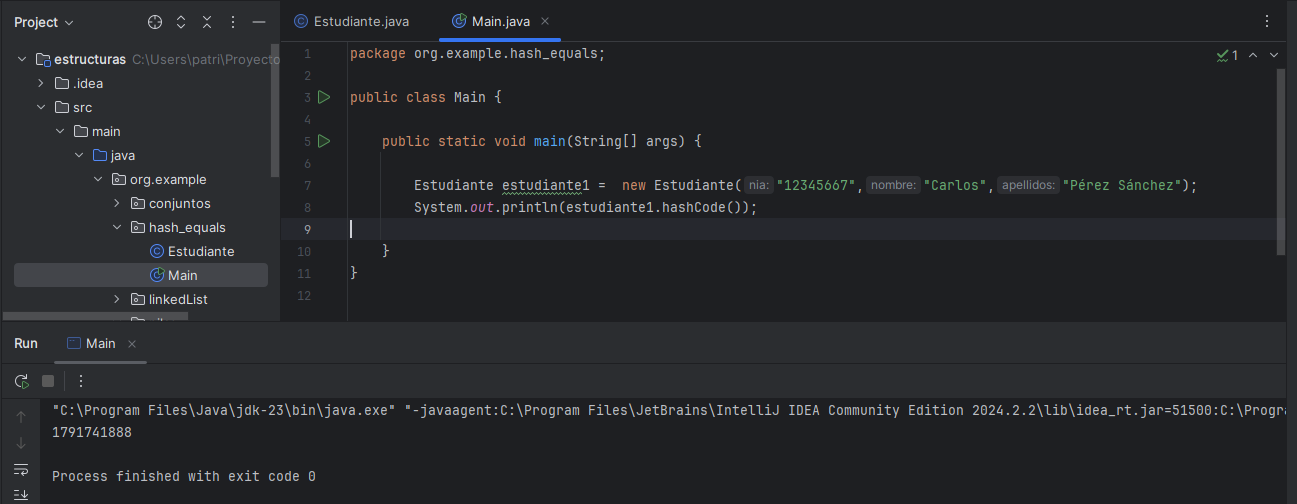 Project
estructuras C:\Users\patri\Proyecto
.idea
src
main
java
org.example
conjuntos
hash_equals
Estudiante
Main
linkedList
Estudiante.java
Main.java
1
1 package org.example.hash_equals;
2
3 public class Main {
4
5 public static void main(String[] args) {
6
7 Estudiante estudiante1 = new Estudiante( nia: "12345667", nombre: "Carlos", apellidos: "Pérez Sánchez");
8 System.out.println(estudiante1.hashCode());
9
10 }
11 }
12
Run Main
"C:\Program Files\Java\jdk-23\bin\java.exe" "-javaagent:C:\Program Files\JetBrains\IntelliJ IDEA Community Edition 2024.2.2\lib\idea_rt.jar=51500:C:\Progra
1791741888
Process finished with exit code 0